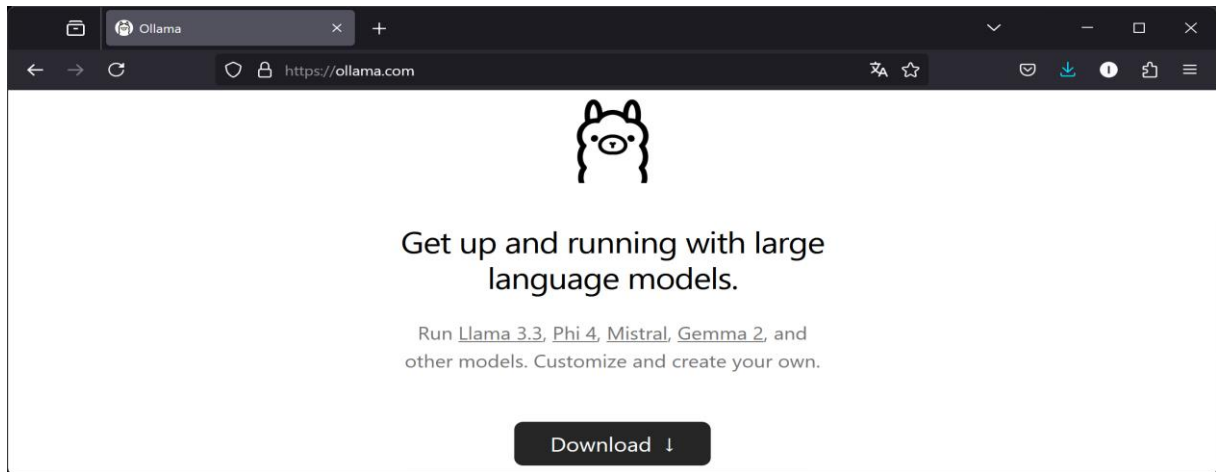 Ollama
https://ollama.com
Get up and running with large
language models.
Run Llama 3.3, Phi 4, Mistral, Gemma 2, and
other models. Customize and create your own.
Download ↓